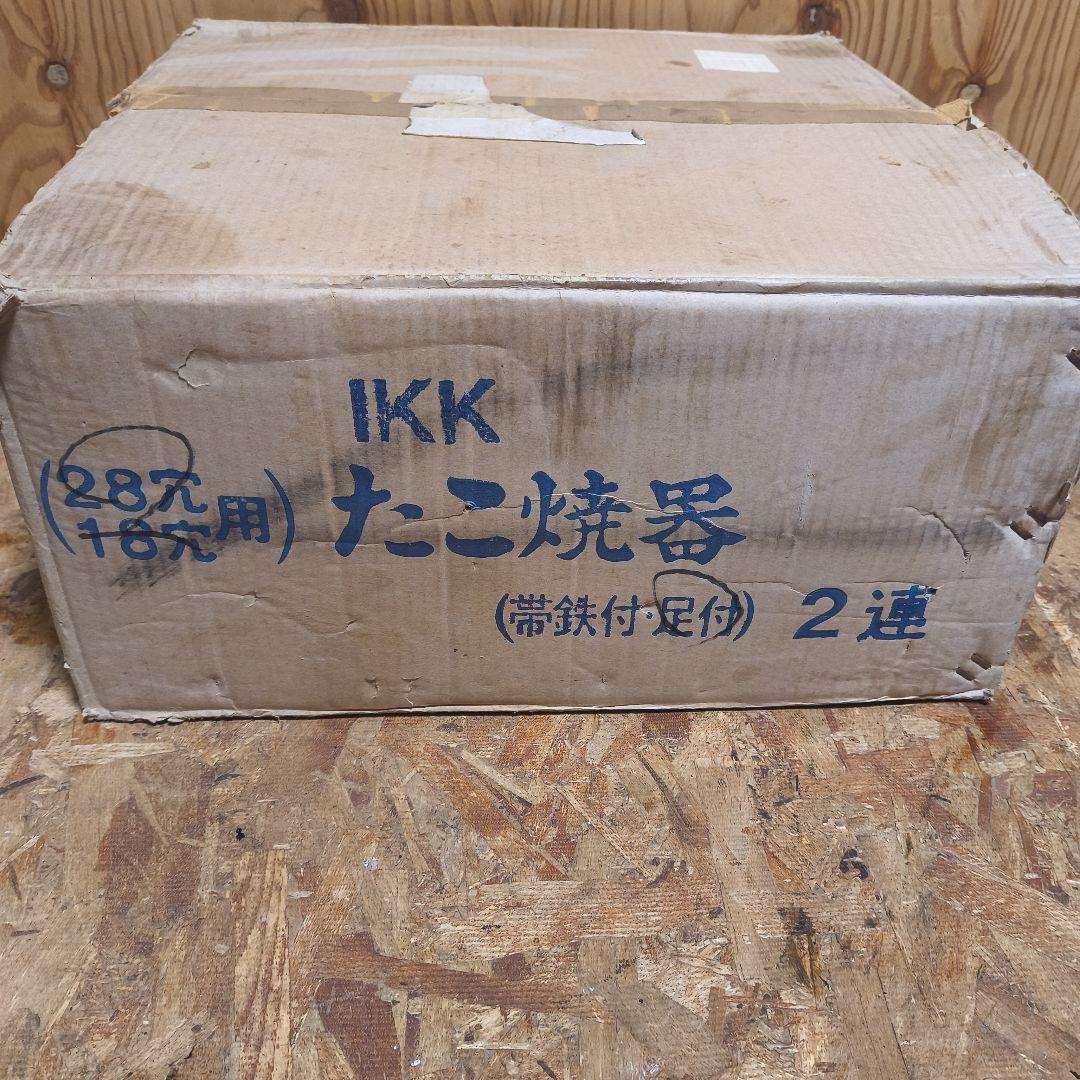 IKK
(28穴
18穴用)
たこ焼器
(帯鉄付・足付) 2連